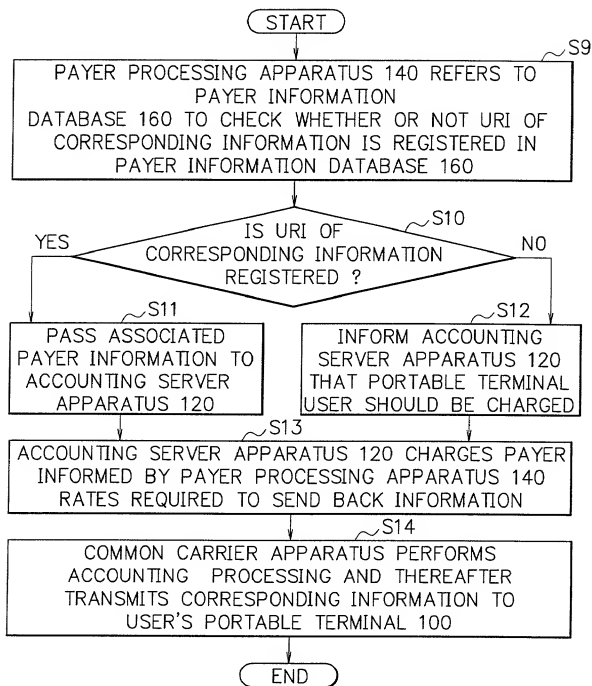 START
S9
PAYER PROCESSING APPARATUS 140 REFERS TO
PAYER INFORMATION
DATABASE 160 TO CHECK WHETHER OR NOT URI OF
CORRESPONDING INFORMATION IS REGISTERED IN
PAYER INFORMATION DATABASE 160
S10
IS URI OF
CORRESPONDING INFORMATION
REGISTERED ?
YES
NO
S11
PASS ASSOCIATED
PAYER INFORMATION TO
ACCOUNTING SERVER
APPARATUS 120
S12
INFORM ACCOUNTING
SERVER APPARATUS 120
THAT PORTABLE TERMINAL
USER SHOULD BE CHARGED
S13
ACCOUNTING SERVER APPARATUS 120 CHARGES PAYER
INFORMED BY PAYER PROCESSING APPARATUS 140
RATES REQUIRED TO SEND BACK INFORMATION
S14
COMMON CARRIER APPARATUS PERFORMS
ACCOUNTING PROCESSING AND THEREAFTER
TRANSMITS CORRESPONDING INFORMATION TO
USER'S PORTABLE TERMINAL 100
END